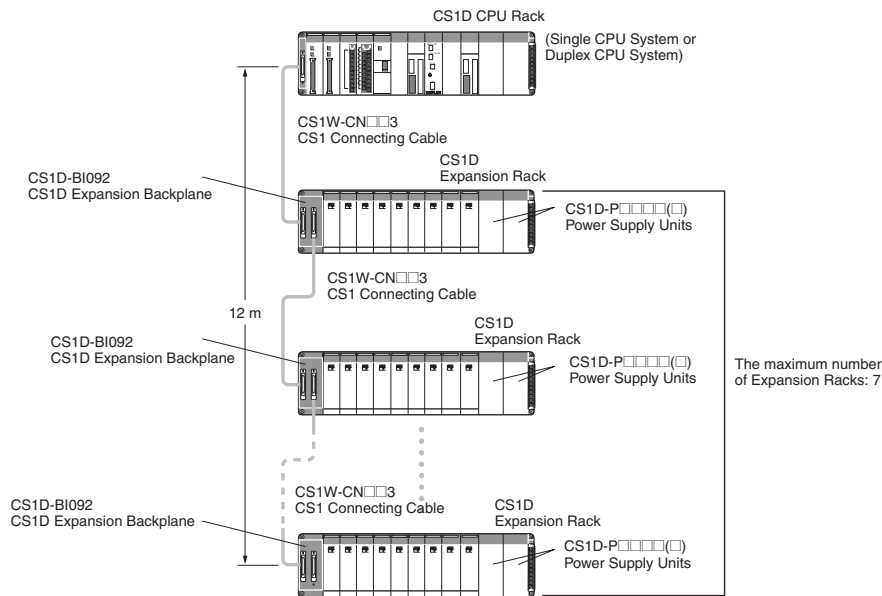 CS1D CPU Rack
(Single CPU System or
Duplex CPU System)
CS1W-CN□□3
CS1 Connecting Cable
CS1D
Expansion Rack
CS1D-BI092
CS1D Expansion Backplane
CS1D-P□□□□(□)
Power Supply Units
CS1W-CN□□3
CS1 Connecting Cable
12 m
CS1D
Expansion Rack
CS1D-BI092
CS1D Expansion Backplane
CS1D-P□□□□(□)
Power Supply Units
The maximum number
of Expansion Racks: 7
CS1W-CN□□3
CS1 Connecting Cable
CS1D
Expansion Rack
CS1D-BI092
CS1D Expansion Backplane
CS1D-P□□□□(□)
Power Supply Units